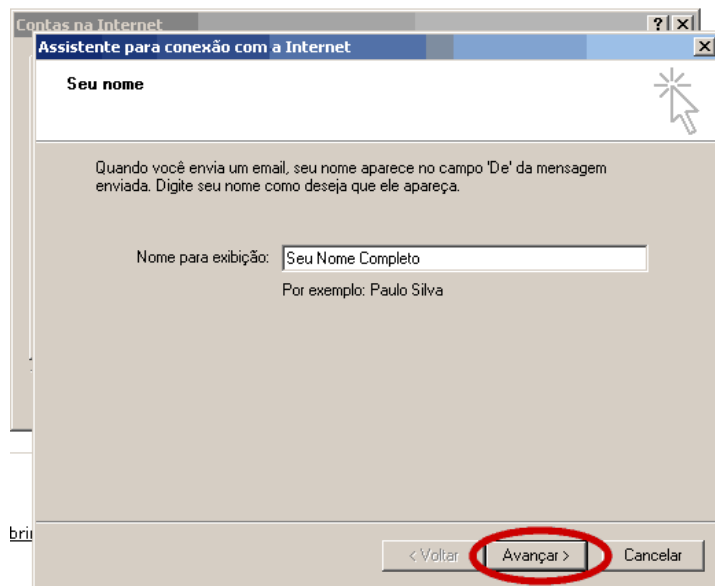 Contas na Internet
Assistente para conexão com a Internet
Seu nome
Quando você envia um email, seu nome aparece no campo 'De' da mensagem
enviada. Digite seu nome como deseja que ele apareça.
Nome para exibição: Seu Nome Completo
Por exemplo: Paulo Silva
< Voltar Avançar > Cancelar